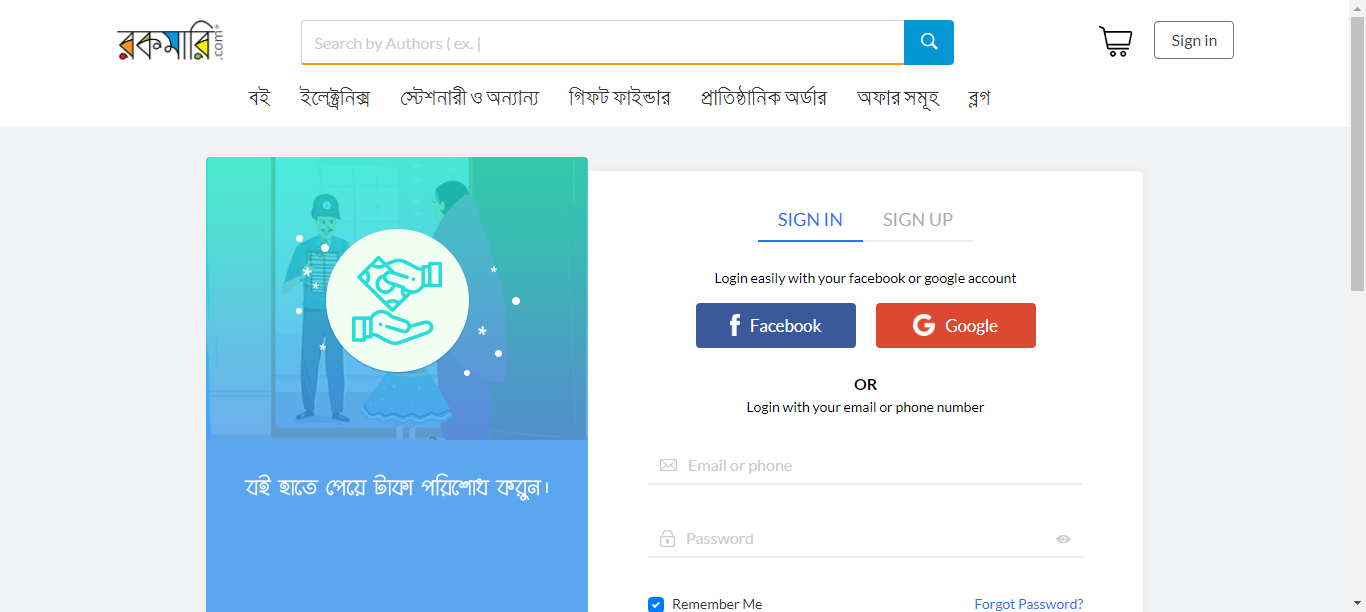 রকমারি.com
Search by Authors ( ex. |
Sign in
বই ইলেক্ট্রনিক্স স্টেশনারী ও অন্যান্য গিফট ফাইন্ডার প্রাতিষ্ঠানিক অর্ডার অফার সমূহ ব্লগ
SIGN IN SIGN UP
Login easily with your facebook or google account
Facebook Google
OR
Login with your email or phone number
Email or phone
Password
Remember Me Forgot Password?
বই হাতে পেয়ে টাকা পরিশোধ করুন।